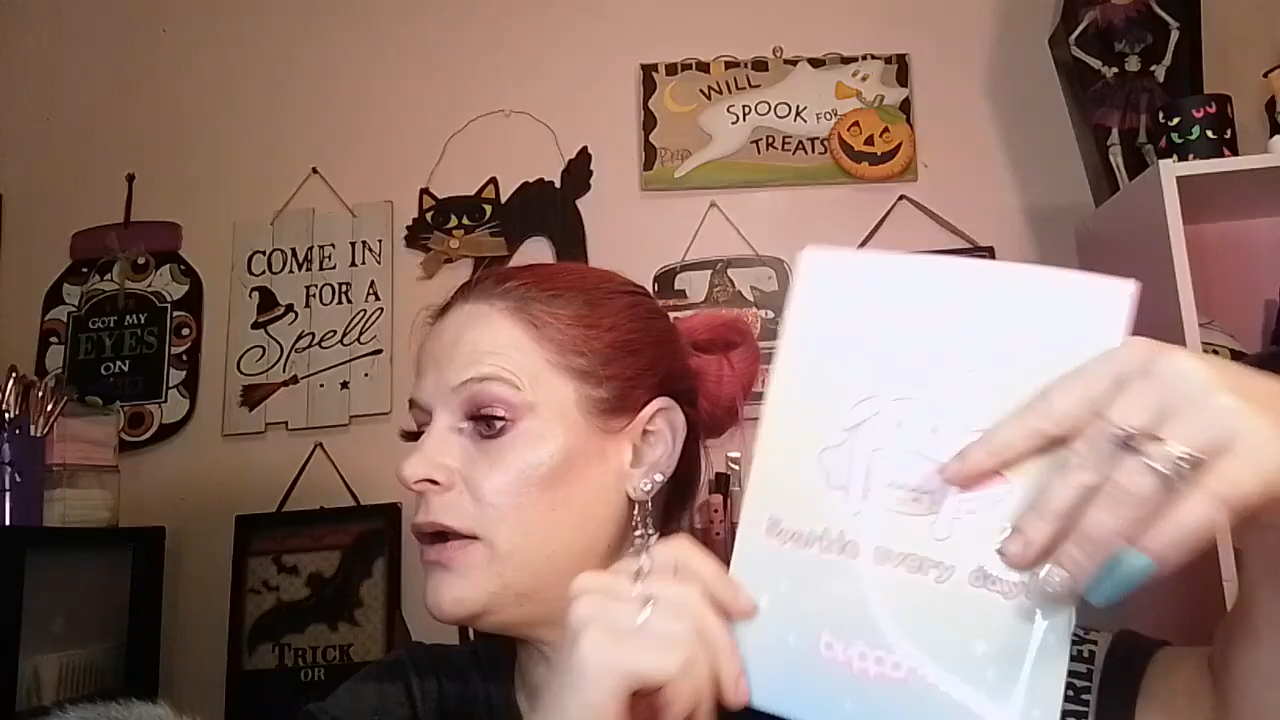 GOT MY
EYES
ON
COME IN
FOR A
Spell
WILL
SPOOK FOR
TREATS
TRICK
OR
Sparkle every day!